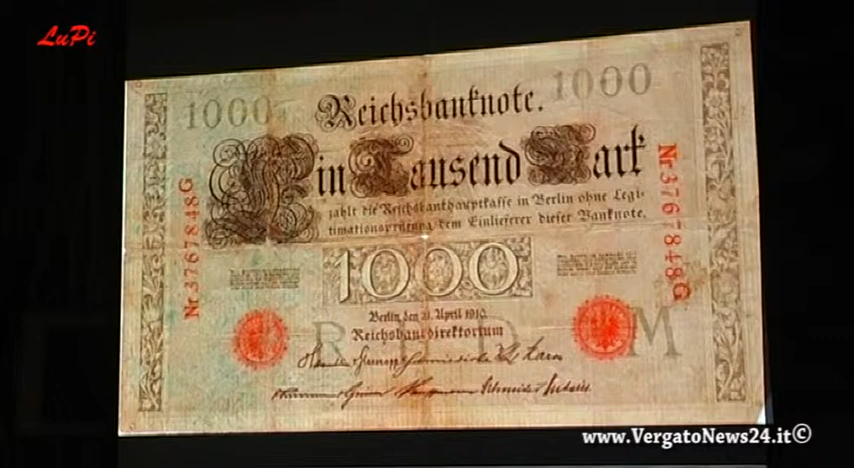 LuPi
1000
1000
Reichsbanknote.
Ein Tausend Mark
zahlt die Reichsbankhauptkasse in Berlin ohne Legi-
timationsprüfung dem Einlieferer dieser Banknote.
Nr 3767848G
Nr 3767848G
1000
Berlin, den 21. April 1910.
Reichsbankdirektorium
R D M
www.VergatoNews24.it©